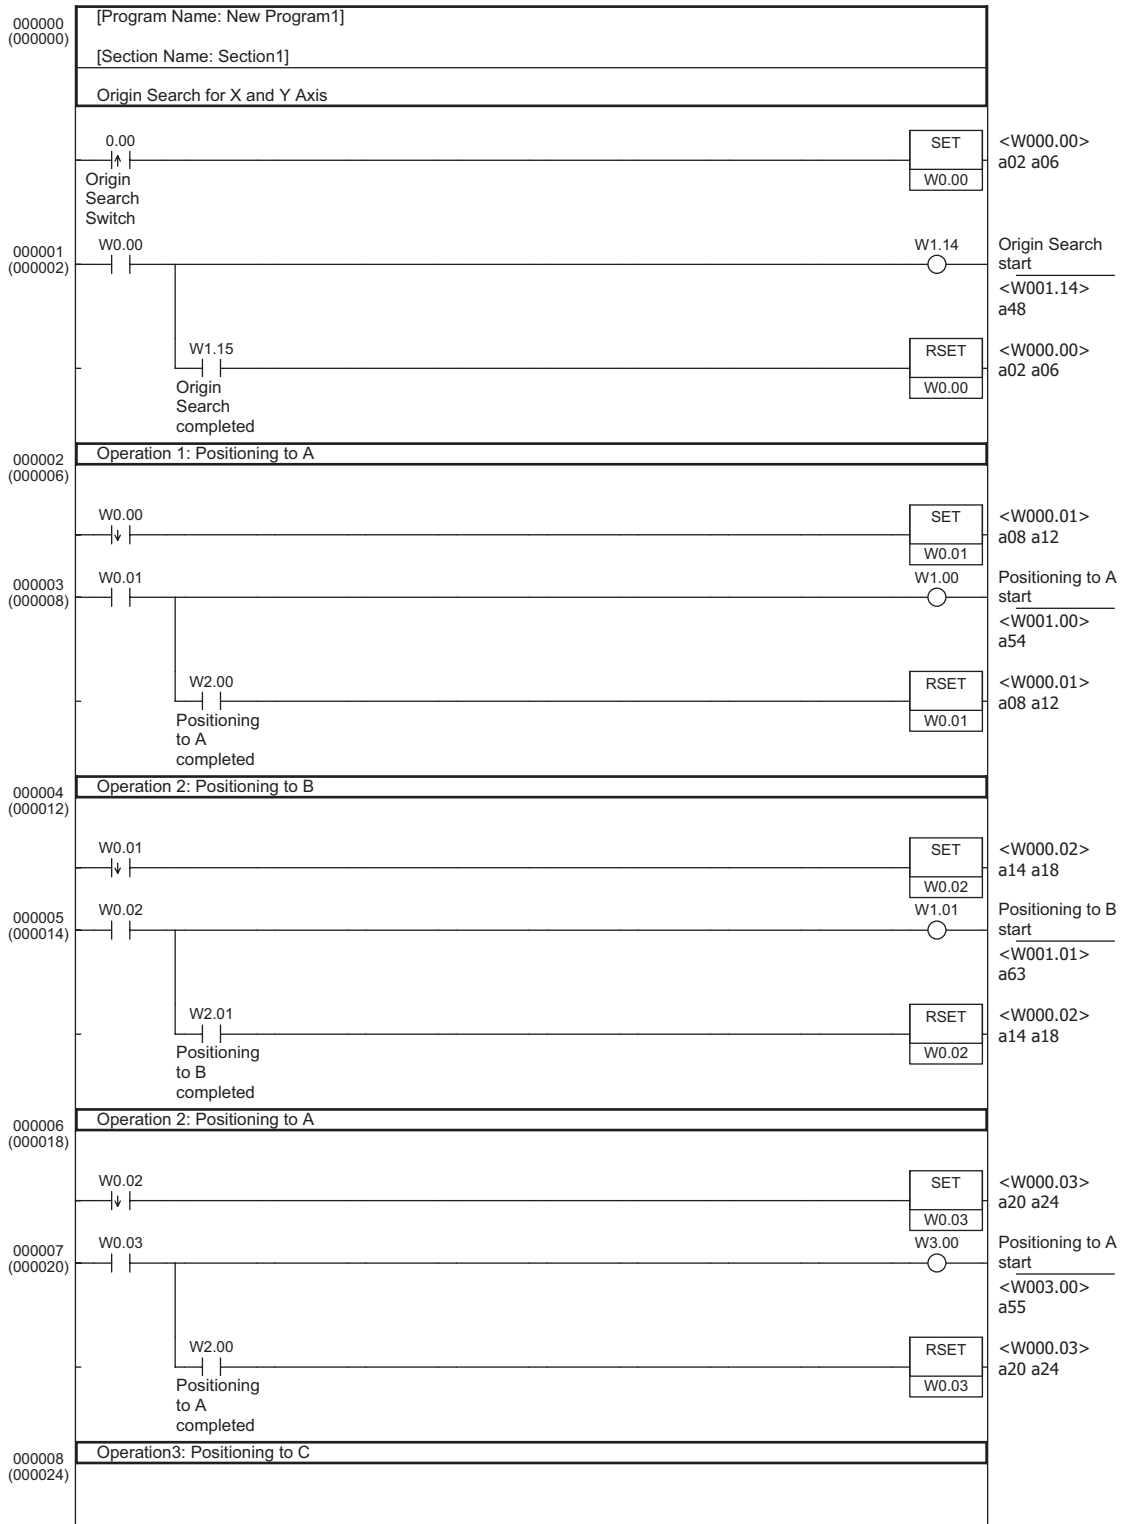 000000
(000000)
[Program Name: New Program1]
[Section Name: Section1]
Origin Search for X and Y Axis
0.00
Origin
Search
Switch
SET
W0.00
<W000.00>
a02 a06
000001
(000002)
W0.00
W1.14
Origin Search
start
<W001.14>
a48
W1.15
Origin
Search
completed
RSET
W0.00
<W000.00>
a02 a06
000002
(000006)
Operation 1: Positioning to A
W0.00
SET
W0.01
<W000.01>
a08 a12
000003
(000008)
W0.01
W1.00
Positioning to A
start
<W001.00>
a54
W2.00
Positioning
to A
completed
RSET
W0.01
<W000.01>
a08 a12
000004
(000012)
Operation 2: Positioning to B
W0.01
SET
W0.02
<W000.02>
a14 a18
000005
(000014)
W0.02
W1.01
Positioning to B
start
<W001.01>
a63
W2.01
Positioning
to B
completed
RSET
W0.02
<W000.02>
a14 a18
000006
(000018)
Operation 2: Positioning to A
W0.02
SET
W0.03
<W000.03>
a20 a24
000007
(000020)
W0.03
W3.00
Positioning to A
start
<W003.00>
a55
W2.00
Positioning
to A
completed
RSET
W0.03
<W000.03>
a20 a24
000008
(000024)
Operation3: Positioning to C